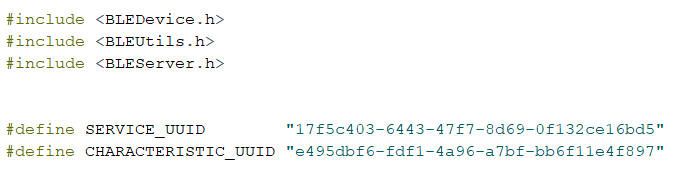 #include <BLEDevice.h>
#include <BLEUtils.h>
#include <BLEServer.h>
#define SERVICE_UUID        "17f5c403-6443-47f7-8d69-0f132ce16bd5"
#define CHARACTERISTIC_UUID "e495dbf6-fdf1-4a96-a7bf-bb6f11e4f897"